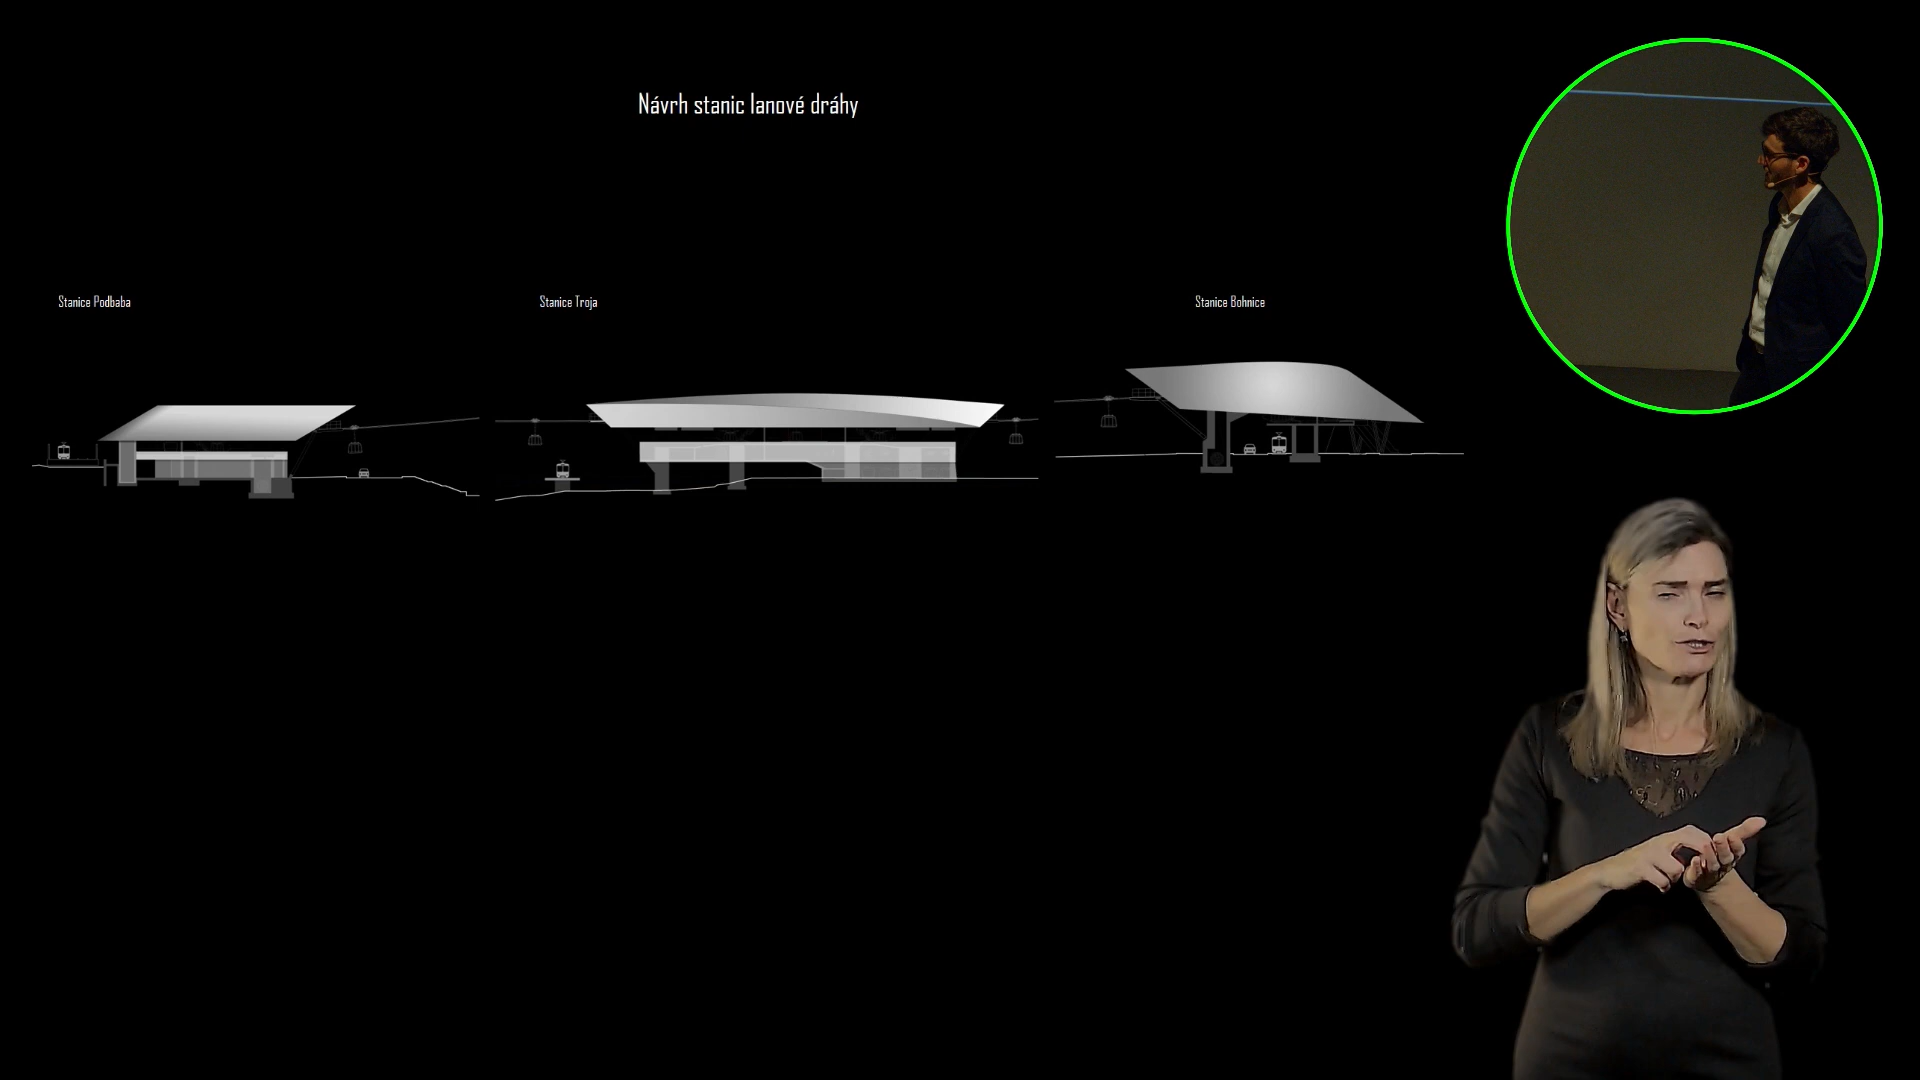 Návrh stanic lanové dráhy
Stanice Podbaba
Stanice Troja
Stanice Bohnice